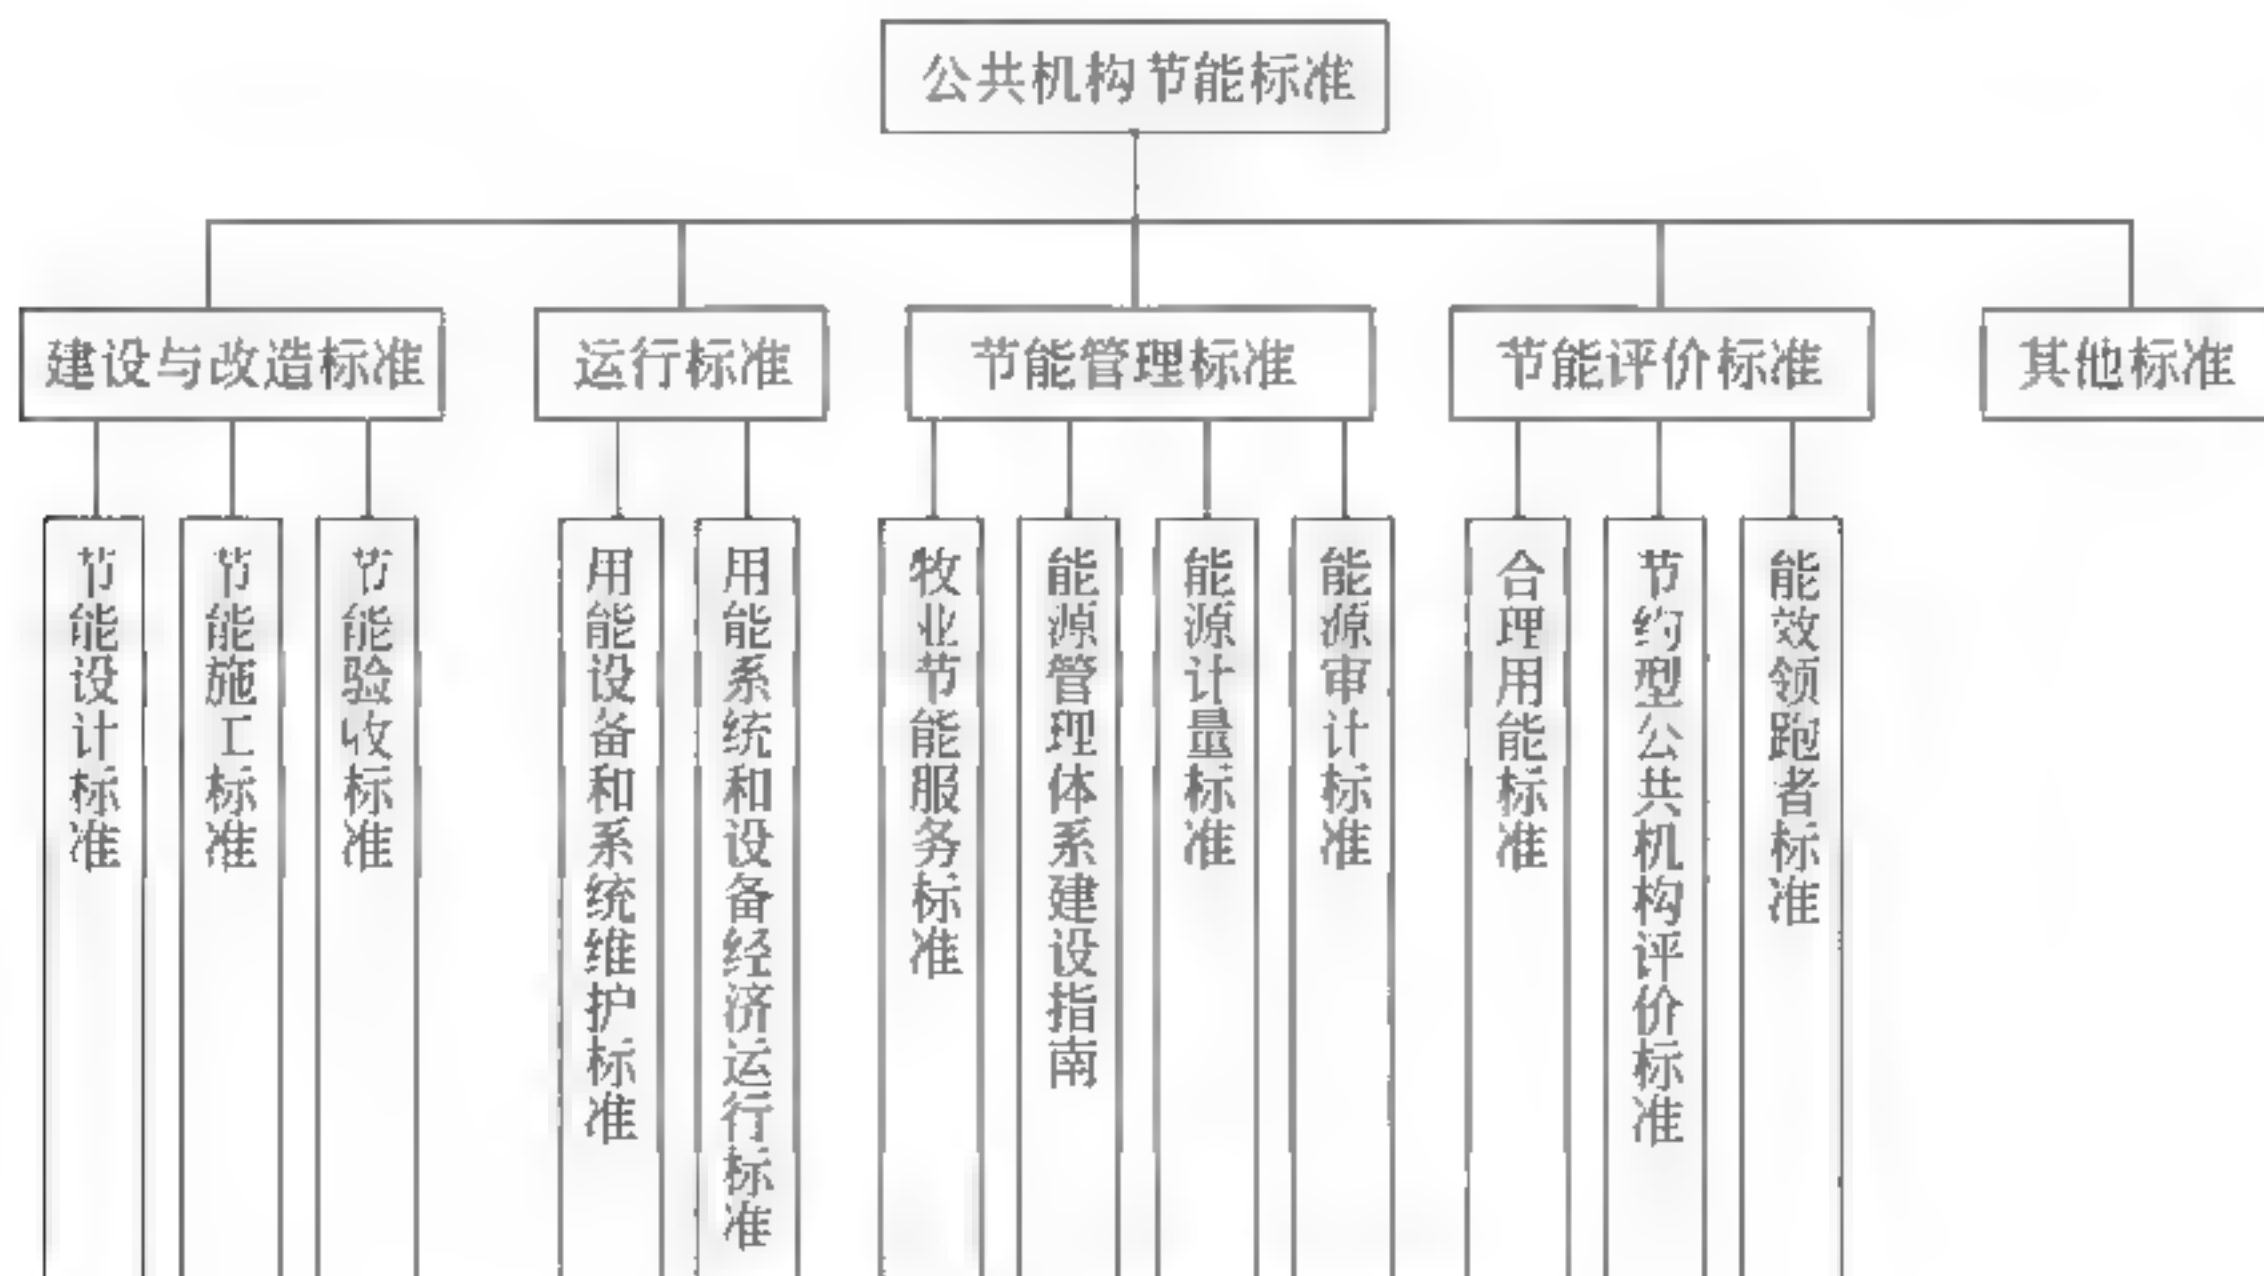 公共机构节能标准
建设与改造标准
运行标准
节能管理标准
节能评价标准
其他标准
节能设计标准
节能施工标准
节能验收标准
用能设备和系统维护标准
用能系统和设备经济运行标准
牧业节能服务标准
能源管理体系建设指南
能源计量标准
能源审计标准
合理用能标准
节约型公共机构评价标准
能效领跑者标准